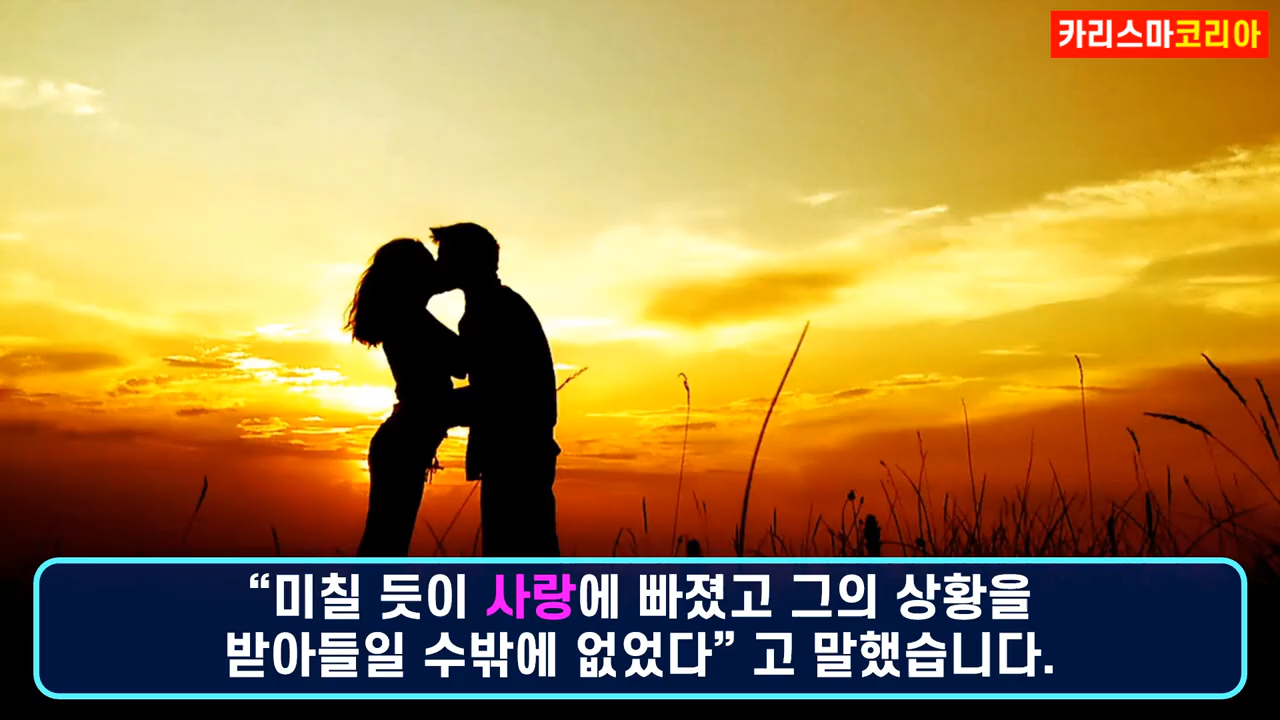 카리스마코리아
“미칠 듯이 사랑에 빠졌고 그의 상황을
받아들일 수밖에 없었다” 고 말했습니다.